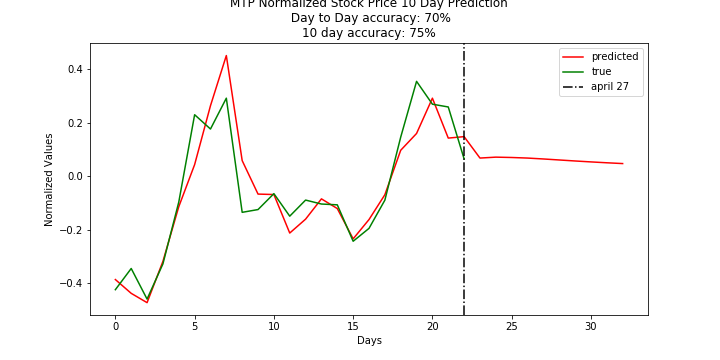 MTP Normalized Stock Price 10 Day Prediction
Day to Day accuracy: 70%
10 day accuracy: 75%
predicted
true
april 27
Normalized Values
0.4
0.2
0.0
−0.2
−0.4
0 5 10 15 20 25 30
Days